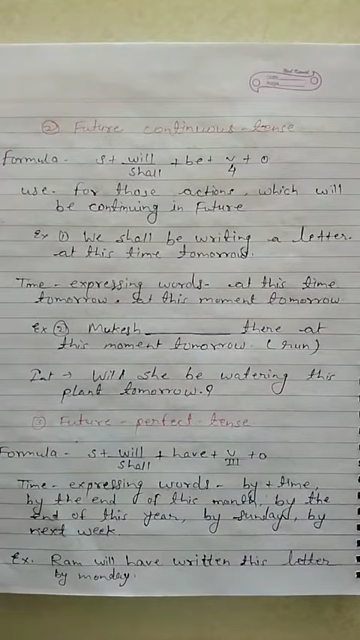 ② Future continuous-tense
Formula- s+ will/shall + be + v/4 + o
use- for those actions, which will
be continuing in Future
Ex ① We shall be writing a letter
at this time tomorrow.
Time-expressing words- at this time
tomorrow, at this moment tomorrow
Ex ② Mukesh ________ there at
this moment tomorrow. (run)
Int → Will she be watering this
plant tomorrow?
③ Future-perfect-tense
Formula- s+ will/shall + have + v/III + o
Time-expressing words- by + time,
by the end of this month, by the
end of this year, by sunday, by
next week.
Ex. Ram will have written this letter
by monday.